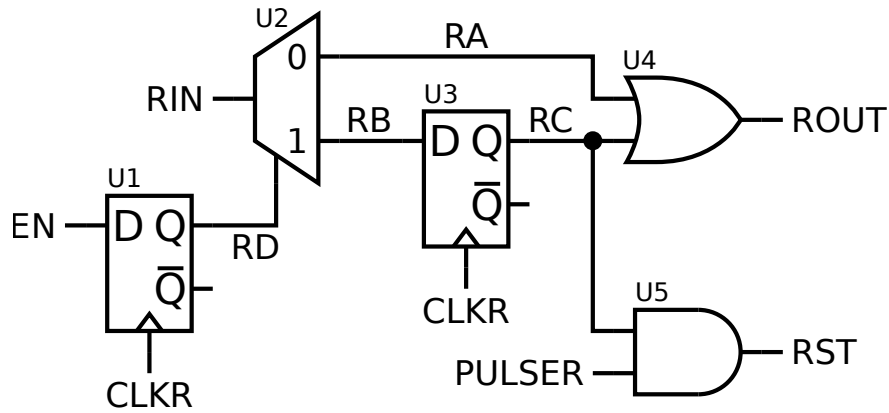 U2
RA
U4
0
RIN
U3
ROUT
RB
RC
1
D Q
U1
Q
EN
D Q
RD
U5
Q
CLKR
RST
PULSER
CLKR